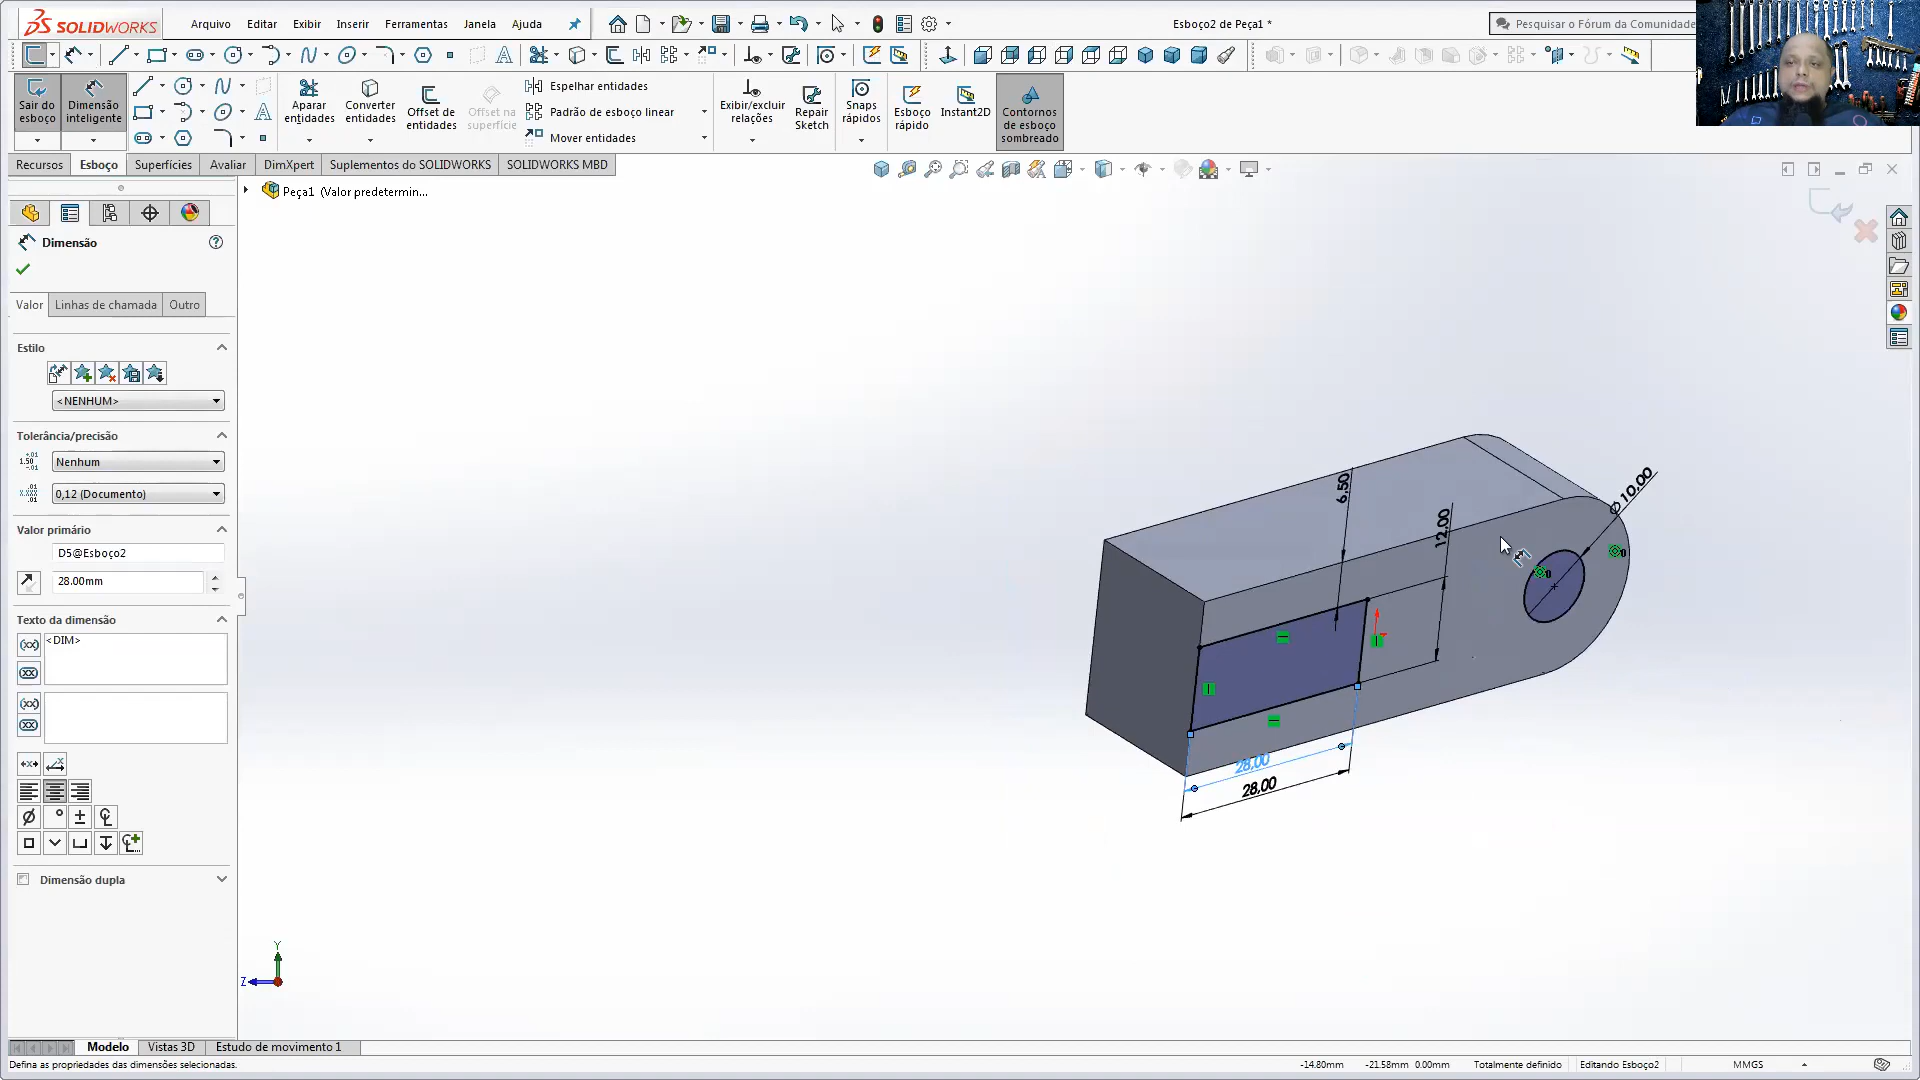 SOLIDWORKS
Arquivo Editar Exibir Inserir Ferramentas Janela Ajuda
Esboço2 de Peça1 *
Pesquisar o Fórum da Comunidade
Sair do esboço
Dimensão inteligente
Aparar entidades
Converter entidades
Offset de entidades
Offset na superfície
Espelhar entidades
Padrão de esboço linear
Mover entidades
Exibir/excluir relações
Repair Sketch
Snaps rápidos
Esboço rápido
Instant2D
Contornos de esboço sombreado
Recursos Esboço Superfícies Avaliar DimXpert Suplementos do SOLIDWORKS SOLIDWORKS MBD
Peça1 (Valor predetermin...
Dimensão
Valor Linhas de chamada Outro
Estilo
<NENHUM>
Tolerância/precisão
Nenhum
0,12 (Documento)
Valor primário
D5@Esboço2
28.00mm
Texto da dimensão
<DIM>
Dimensão dupla
6,50
12,00
10,00
28,00
28,00
Y
Z
Modelo Vistas 3D Estudo de movimento 1
Defina as propriedades das dimensões selecionadas.
-14.80mm -21.58mm 0.00mm Totalmente definido Editando Esboço2 MMGS